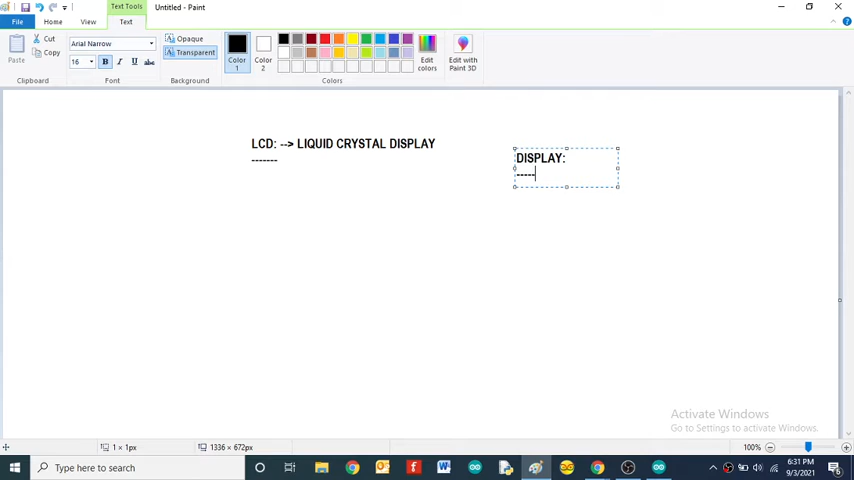 Text Tools
Untitled - Paint
File
Home
View
Text
Paste
Cut
Copy
Clipboard
Arial Narrow
16
B
I
U
abc
Font
Opaque
Transparent
Background
Color 1
Color 2
Colors
Edit colors
Edit with Paint 3D
LCD: --> LIQUID CRYSTAL DISPLAY
-------
DISPLAY:
-----
Activate Windows
Go to Settings to activate Windows.
1 × 1px
1336 × 672px
100%
Type here to search
6:31 PM
9/3/2021